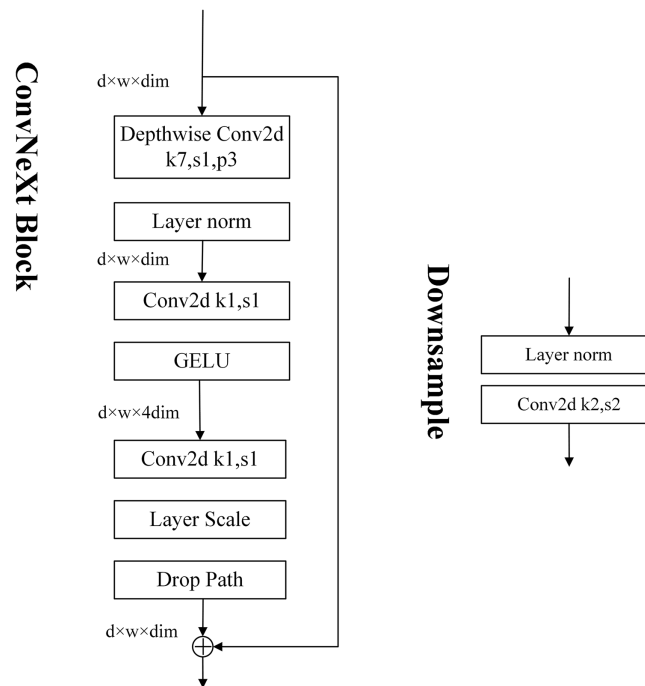 ConvNeXt Block
d×w×dim
Depthwise Conv2d
k7,s1,p3
Layer norm
d×w×dim
Conv2d k1,s1
GELU
d×w×4dim
Conv2d k1,s1
Layer Scale
Drop Path
d×w×dim
Downsample
Layer norm
Conv2d k2,s2